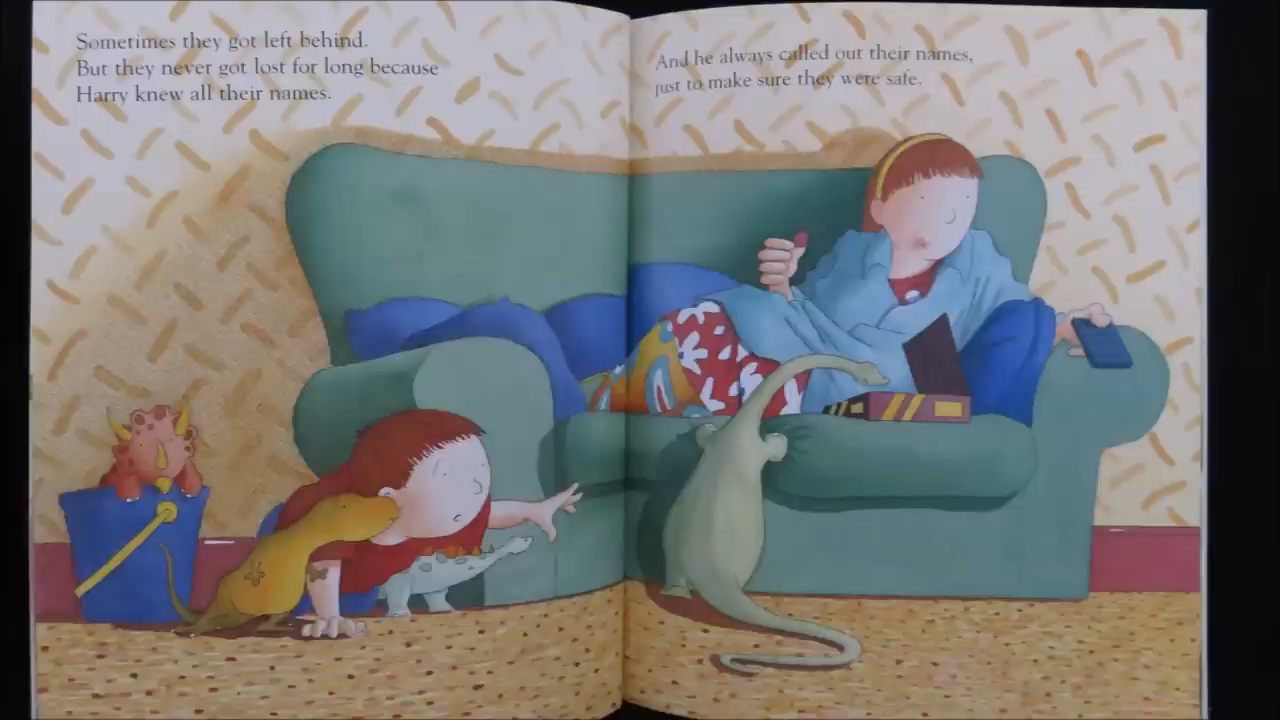 Sometimes they got left behind.
But they never got lost for long because
Harry knew all their names.
And he always called out their names,
just to make sure they were safe.